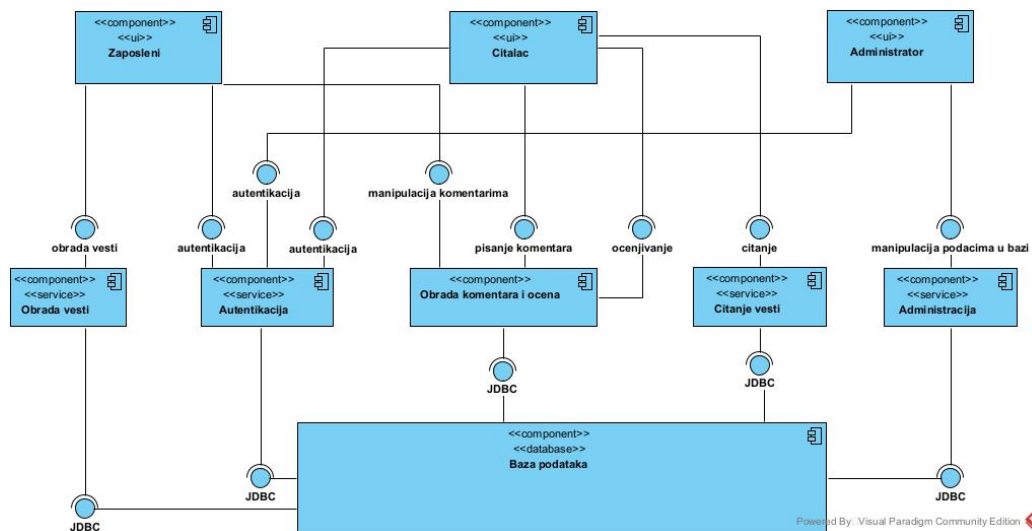 <<component>>
<<ui>>
Zaposleni
<<component>>
<<ui>>
Citalac
<<component>>
<<ui>>
Administrator
autentikacija
manipulacija komentarima
obrada vesti
autentikacija
autentikacija
pisanje komentara
ocenjivanje
citanje
manipulacija podacima u bazi
<<component>>
<<service>>
Obrada vesti
<<component>>
<<service>>
Autentikacija
<<component>>
Obrada komentara i ocena
<<component>>
<<service>>
Citanje vesti
<<component>>
<<service>>
Administracija
JDBC
JDBC
<<component>>
<<database>>
Baza podataka
JDBC
JDBC
JDBC
Powered By Visual Paradigm Community Edition